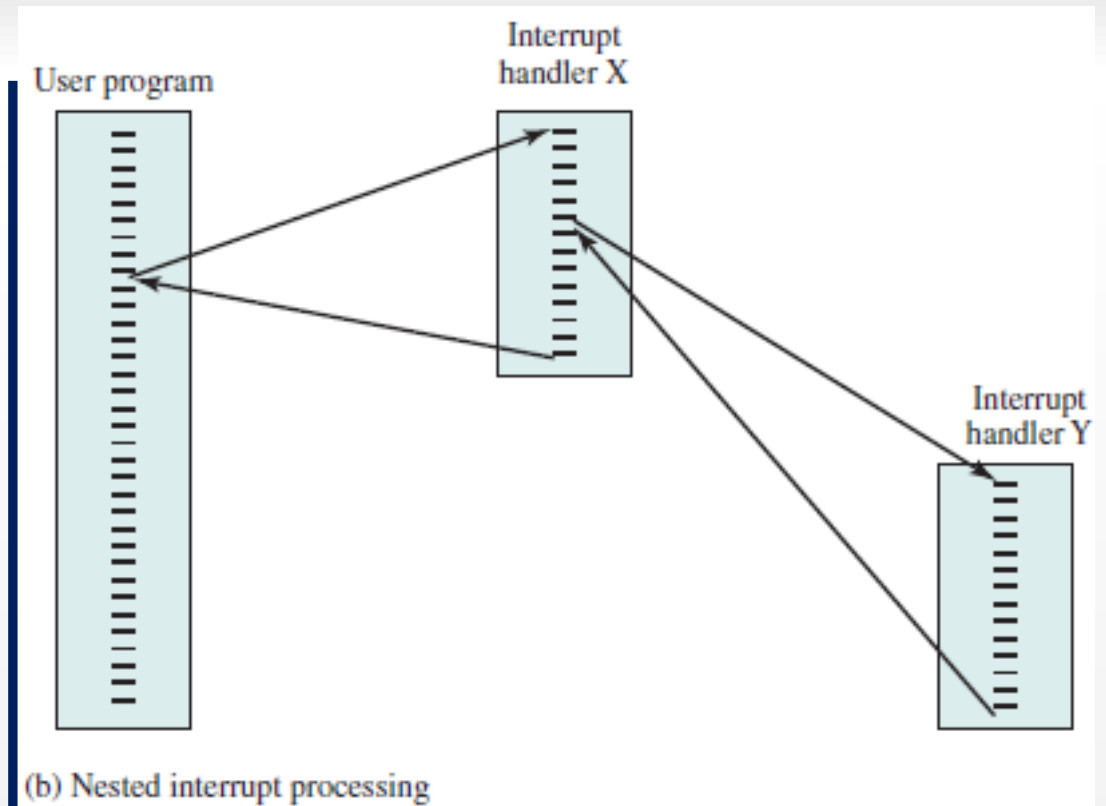 User program
Interrupt
handler X
Interrupt
handler Y
(b) Nested interrupt processing